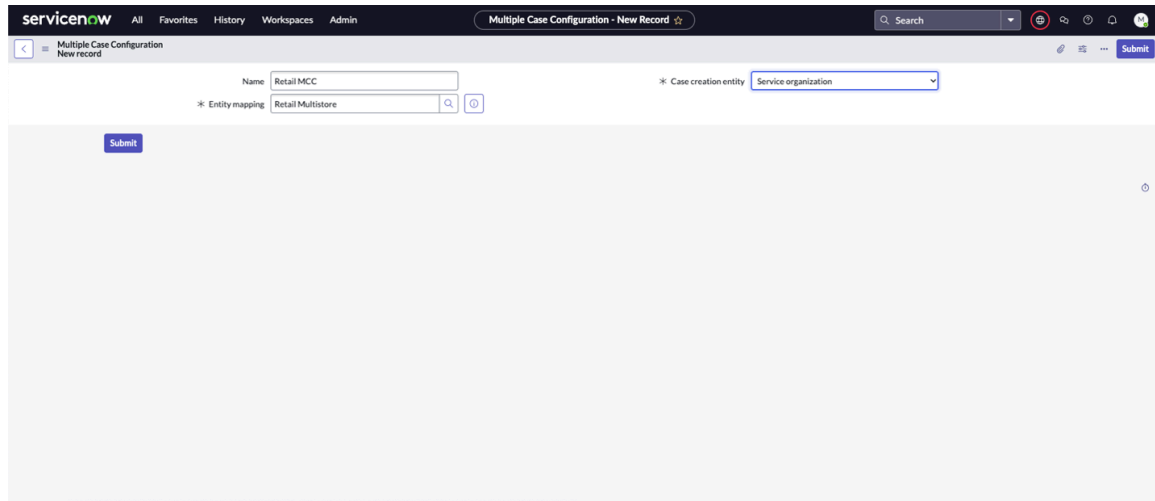 servicenow All Favorites History Workspaces Admin Multiple Case Configuration - New Record Search M
Multiple Case Configuration
New record
Submit
Name Retail MCC
* Case creation entity Service organization
* Entity mapping Retail Multistore
Submit